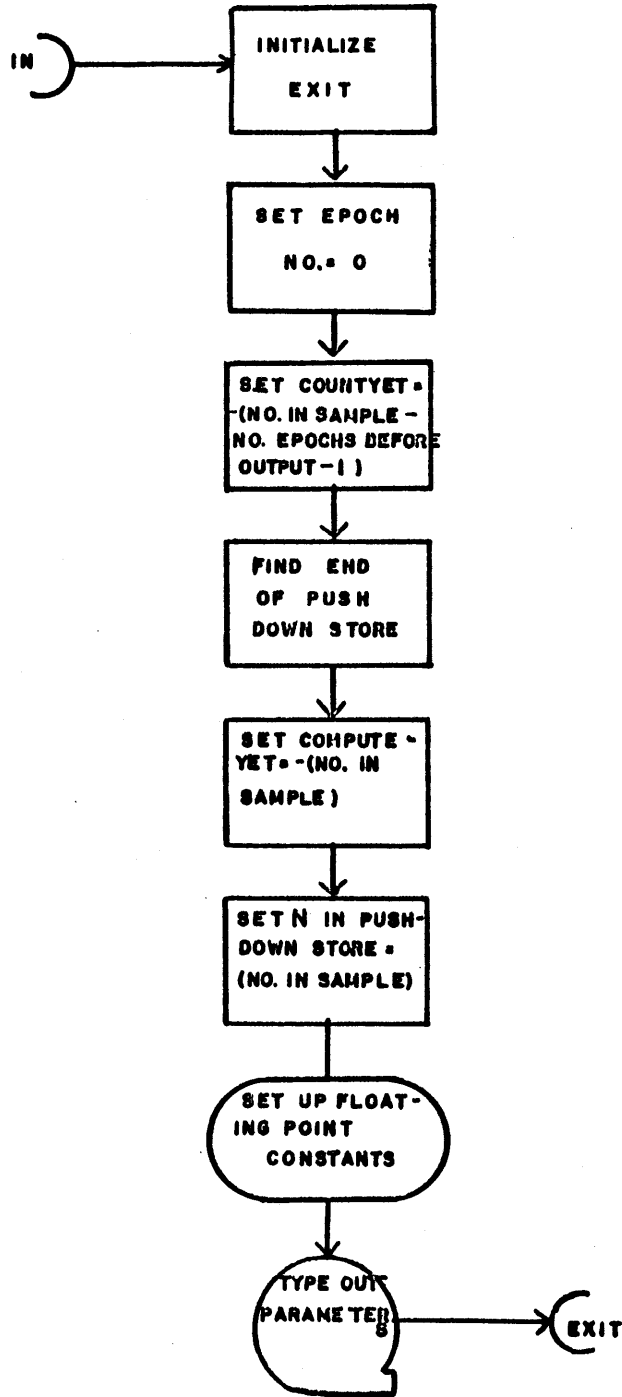 IN
INITIALIZE
EXIT
SET EPOCH
NO.= 0
SET COUNTYET=
-(NO. IN SAMPLE -
NO. EPOCHS BEFORE
OUTPUT-1)
FIND END
OF PUSH
DOWN STORE
SET COMPUTE-
YET=-(NO. IN
SAMPLE)
SET N IN PUSH-
DOWN STORE=
(NO. IN SAMPLE)
SET UP FLOAT-
ING POINT
CONSTANTS
TYPE OUT
PARAMETER
S
EXIT